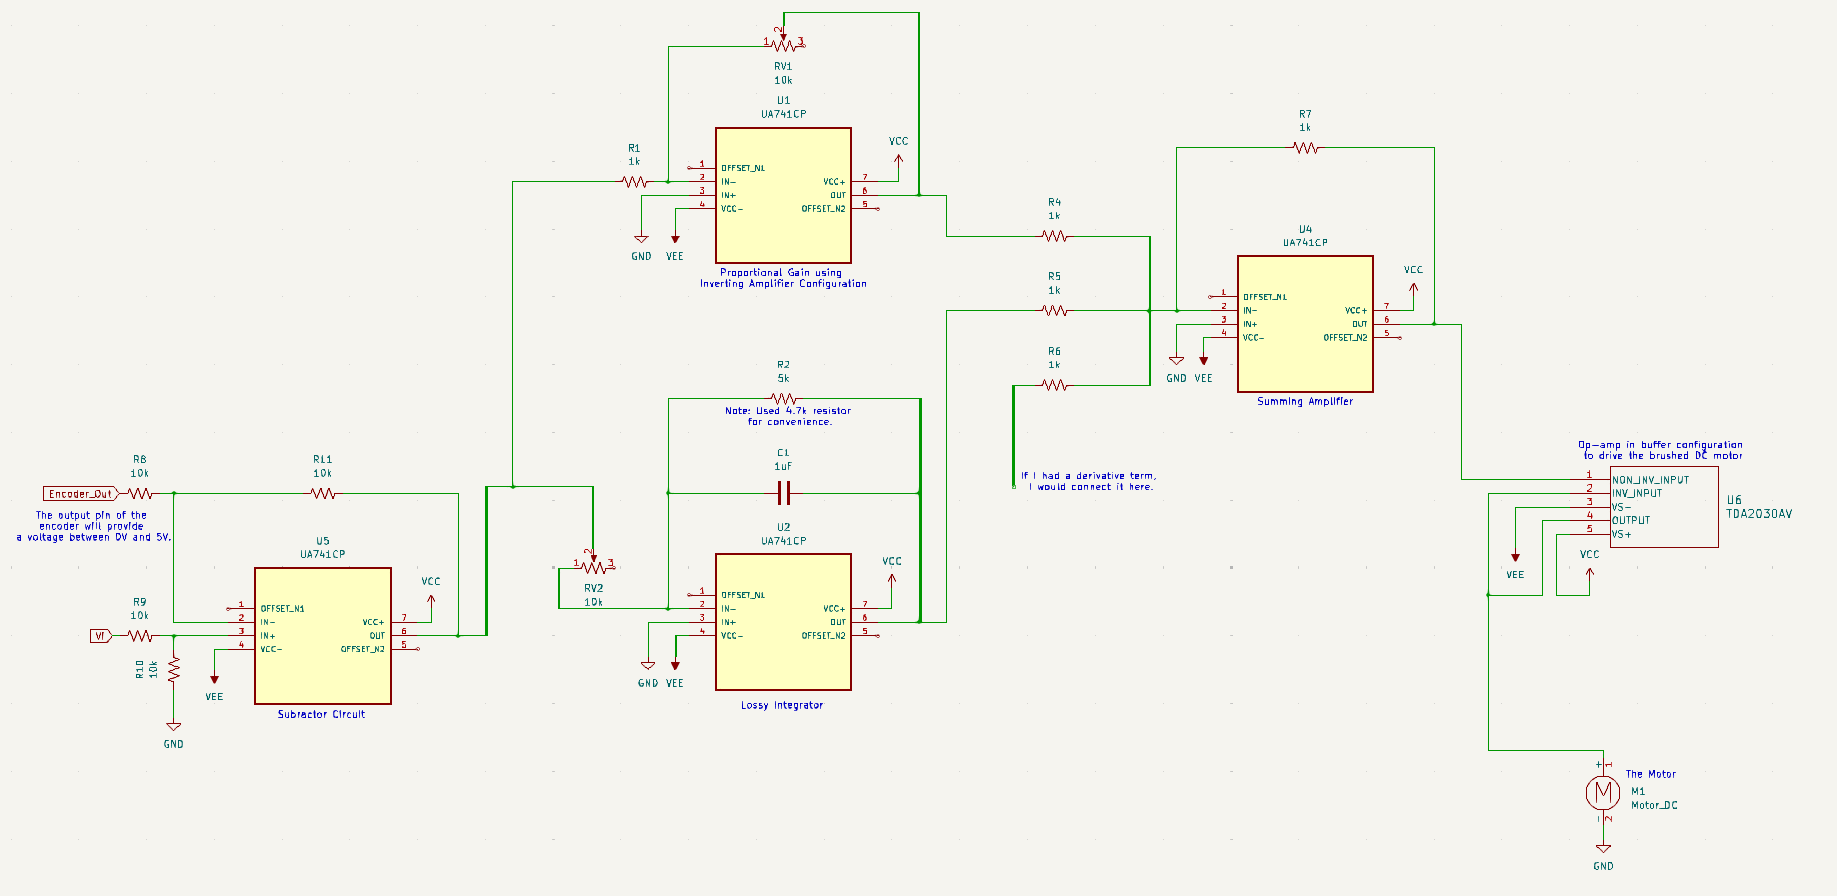 2
1
3
RV1
10k
U1
UA741CP
R1
1k
1
OFFSET_N1
2
IN-
3
IN+
4
VCC-
VCC+
7
OUT
6
OFFSET_N2
5
VCC
GND
VEE
Proportional Gain using
Inverting Amplifier Configuration
R7
1k
R4
1k
R5
1k
R6
1k
U4
UA741CP
1
OFFSET_N1
2
IN-
3
IN+
4
VCC-
VCC+
7
OUT
6
OFFSET_N2
5
VCC
GND
VEE
Summing Amplifier
R2
5k
Note: Used 4.7k resistor
for convenience.
C1
1uF
U2
UA741CP
1
OFFSET_N1
2
IN-
3
IN+
4
VCC-
VCC+
7
OUT
6
OFFSET_N2
5
VCC
GND
VEE
Lossy Integrator
2
1
3
RV2
10k
If I had a derivative term,
I would connect it here.
R8
10k
R11
10k
Encoder_Out
The output pin of the
encoder will provide
a voltage between 0V and 5V.
U5
UA741CP
R9
10k
Vi
R10
10k
GND
1
OFFSET_N1
2
IN-
3
IN+
4
VCC-
VCC+
7
OUT
6
OFFSET_N2
5
VCC
VEE
Subractor Circuit
Op-amp in buffer configuration
to drive the brushed DC motor
1
NON_INV_INPUT
2
INV_INPUT
3
VS-
4
OUTPUT
5
VS+
U6
TDA2030AV
VCC
VEE
+
1
The Motor
M
M1
Motor_DC
-
2
GND